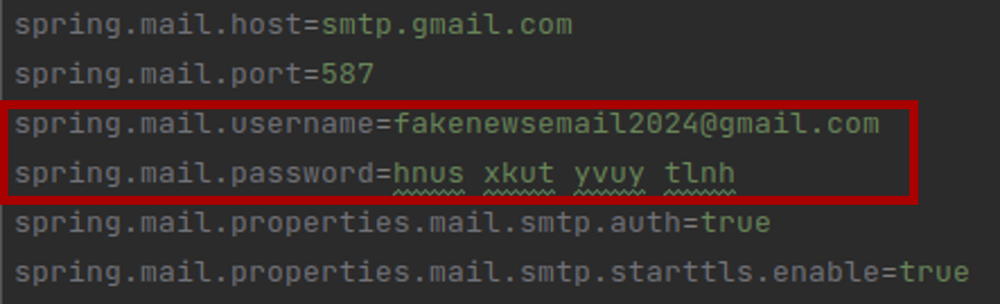 spring.mail.host=smtp.gmail.com
spring.mail.port=587
spring.mail.username=fakenewsemail2024@gmail.com
spring.mail.password=hnus xkut yvuy tlnh
spring.mail.properties.mail.smtp.auth=true
spring.mail.properties.mail.smtp.starttls.enable=true